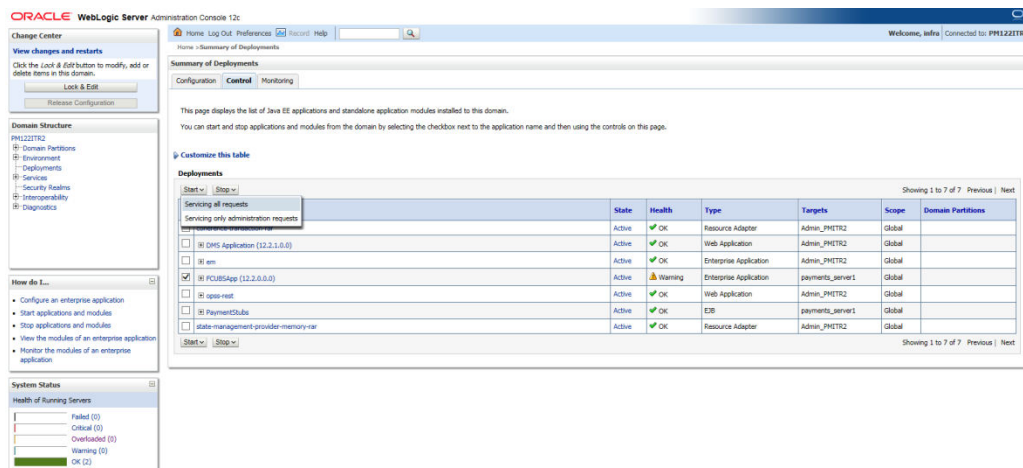 ORACLE WebLogic Server Administration Console 12c
Change Center
View changes and restarts
Click the Lock & Edit button to modify, add or
delete items in this domain.
Lock & Edit
Release Configuration
Domain Structure
PM122ITR2
Domain Partitions
Environment
Deployments
Services
Security Realms
Interoperability
Diagnostics
How do I...
Configure an enterprise application
Start applications and modules
Stop applications and modules
View the modules of an enterprise application
Monitor the modules of an enterprise
application
System Status
Health of Running Servers
Failed (0)
Critical (0)
Overloaded (0)
Warning (0)
OK (2)
Home Log Out Preferences Record Help
Welcome, infra Connected to: PM122ITR
Home >Summary of Deployments
Summary of Deployments
Configuration Control Monitoring
This page displays the list of Java EE applications and standalone application modules installed to this domain.
You can start and stop applications and modules from the domain by selecting the checkbox next to the application name and then using the controls on this page.
Customize this table
Deployments
Start Stop Showing 1 to 7 of 7 Previous | Next
Servicing all requests
Servicing only administration requests
State Health Type Targets Scope Domain Partitions
coherence-transaction-rar Active OK Resource Adapter Admin_PMITR2 Global
DMS Application (12.2.1.0.0) Active OK Web Application Admin_PMITR2 Global
em Active OK Enterprise Application Admin_PMITR2 Global
FCUBSApp (12.2.0.0.0) Active Warning Enterprise Application payments_server1 Global
opss-rest Active OK Web Application Admin_PMITR2 Global
PaymentStubs Active OK EJB payments_server1 Global
state-management-provider-memory-rar Active OK Resource Adapter Admin_PMITR2 Global
Start Stop Showing 1 to 7 of 7 Previous | Next